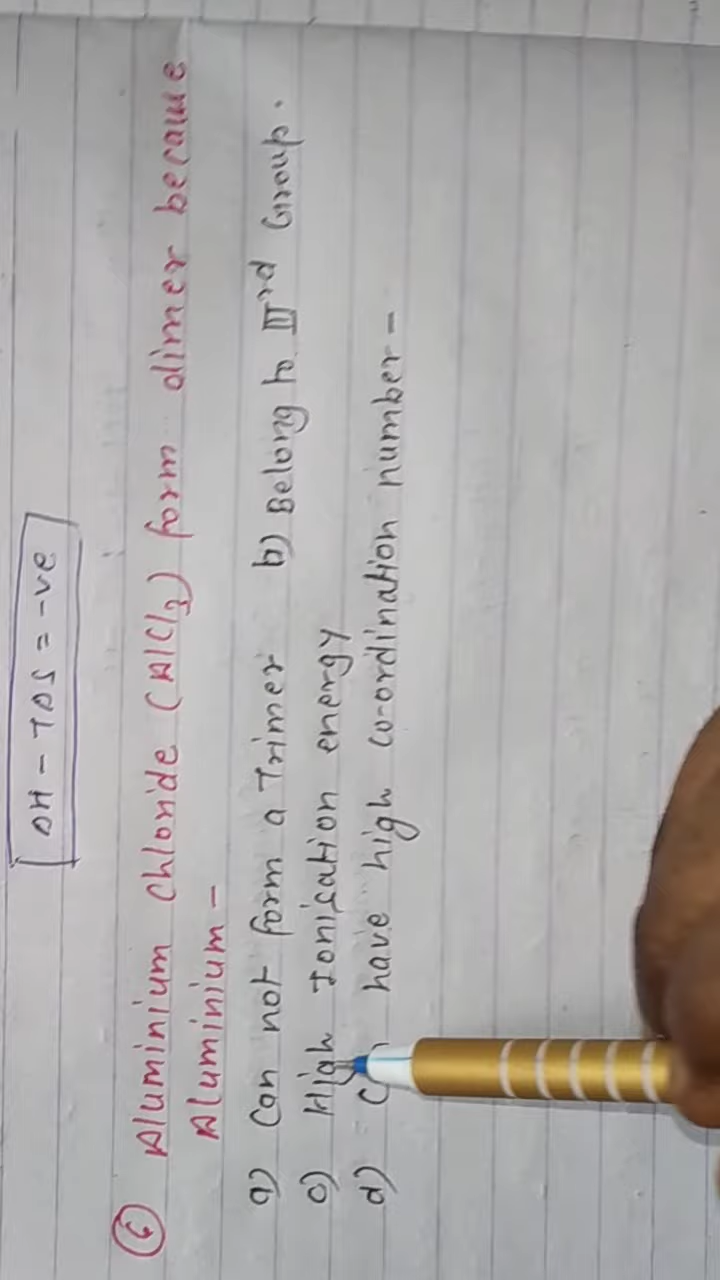 ΔH - TΔS = -ve
6 Aluminium chloride (AlCl3) form dimer because
Aluminium -
a) Can not form a Trimer b) Belong to IIIrd Group.
c) High Ionisation energy
d) have high co-ordination number -